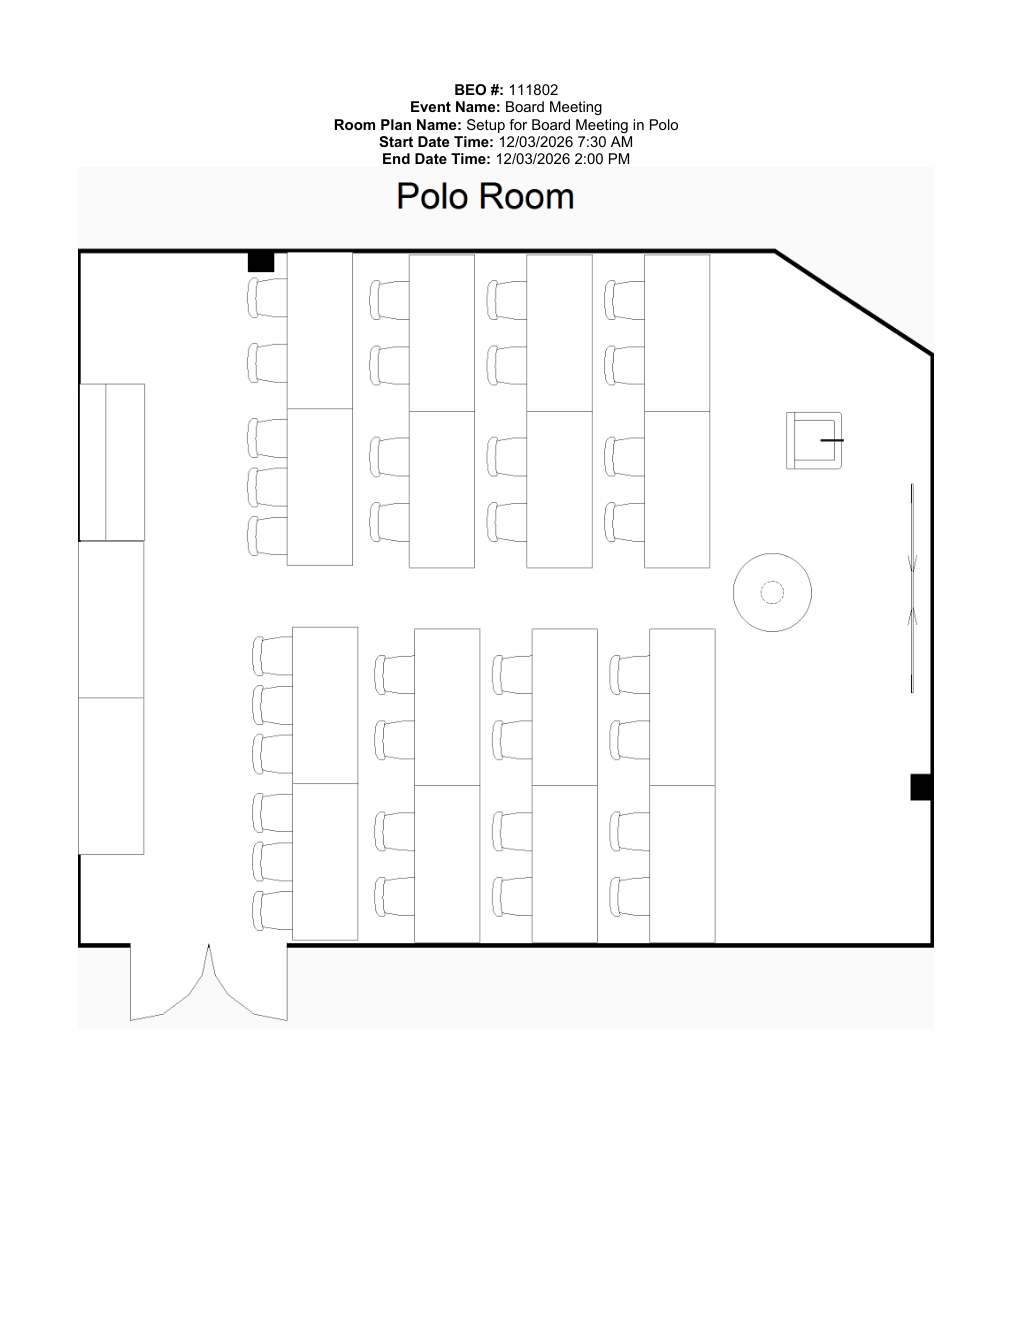 BEO #: 111802
Event Name: Board Meeting
Room Plan Name: Setup for Board Meeting in Polo
Start Date Time: 12/03/2026 7:30 AM
End Date Time: 12/03/2026 2:00 PM
Polo Room